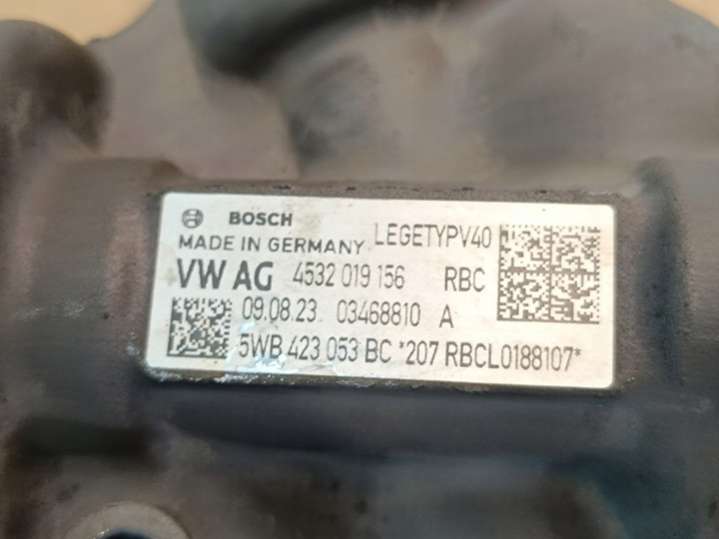 BOSCH
MADE IN GERMANY LEGETYPV40
VW AG 4532 019 156 RBC
09.08.23 03468810 A
5WB 423 053 BC *207 RBCL0188107*